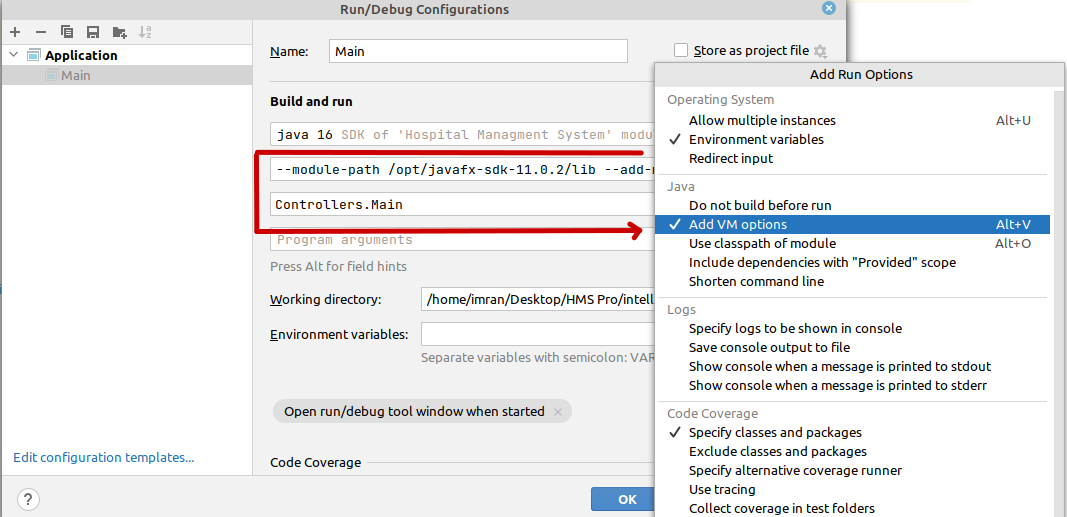 Run/Debug Configurations
Application
Main
Edit configuration templates...
Name:
Main
Store as project file
Build and run
java 16 SDK of 'Hospital Managment System' modu
--module-path /opt/javafx-sdk-11.0.2/lib --add-
Controllers.Main
Program arguments
Press Alt for field hints
Working directory:
/home/imran/Desktop/HMS Pro/intell
Environment variables:
Separate variables with semicolon: VAR
Open run/debug tool window when started
Code Coverage
?
OK
Add Run Options
Operating System
Allow multiple instances Alt+U
Environment variables
Redirect input
Java
Do not build before run
Add VM options Alt+V
Use classpath of module Alt+O
Include dependencies with "Provided" scope
Shorten command line
Logs
Specify logs to be shown in console
Save console output to file
Show console when a message is printed to stdout
Show console when a message is printed to stderr
Code Coverage
Specify classes and packages
Exclude classes and packages
Specify alternative coverage runner
Use tracing
Collect coverage in test folders